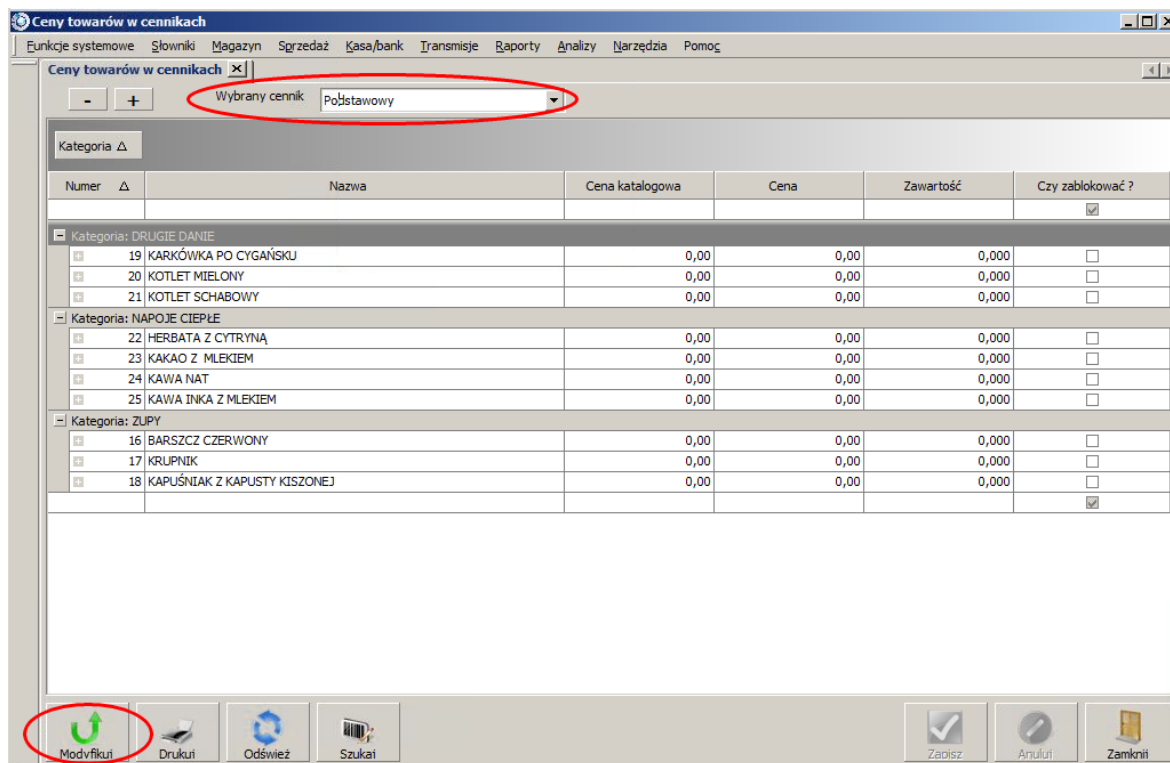 Ceny towarów w cennikach
Funkcje systemowe Słowniki Magazyn Sprzedaż Kasa/bank Transmisje Raporty Analizy Narzędzia Pomoc
Ceny towarów w cennikach
- + Wybrany cennik Podstawowy
Kategoria
Numer Nazwa Cena katalogowa Cena Zawartość Czy zablokować ?
Kategoria: DRUGIE DANIE
19 KARKÓWKA PO CYGAŃSKU 0,00 0,00 0,000
20 KOTLET MIELONY 0,00 0,00 0,000
21 KOTLET SCHABOWY 0,00 0,00 0,000
Kategoria: NAPOJE CIEPŁE
22 HERBATA Z CYTRYNĄ 0,00 0,00 0,000
23 KAKAO Z MLEKIEM 0,00 0,00 0,000
24 KAWA NAT 0,00 0,00 0,000
25 KAWA INKA Z MLEKIEM 0,00 0,00 0,000
Kategoria: ZUPY
16 BARSZCZ CZERWONY 0,00 0,00 0,000
17 KRUPNIK 0,00 0,00 0,000
18 KAPUŚNIAK Z KAPUSTY KISZONEJ 0,00 0,00 0,000
Modyfikuj Drukuj Odśwież Szukaj Zapisz Anuluj Zamknij